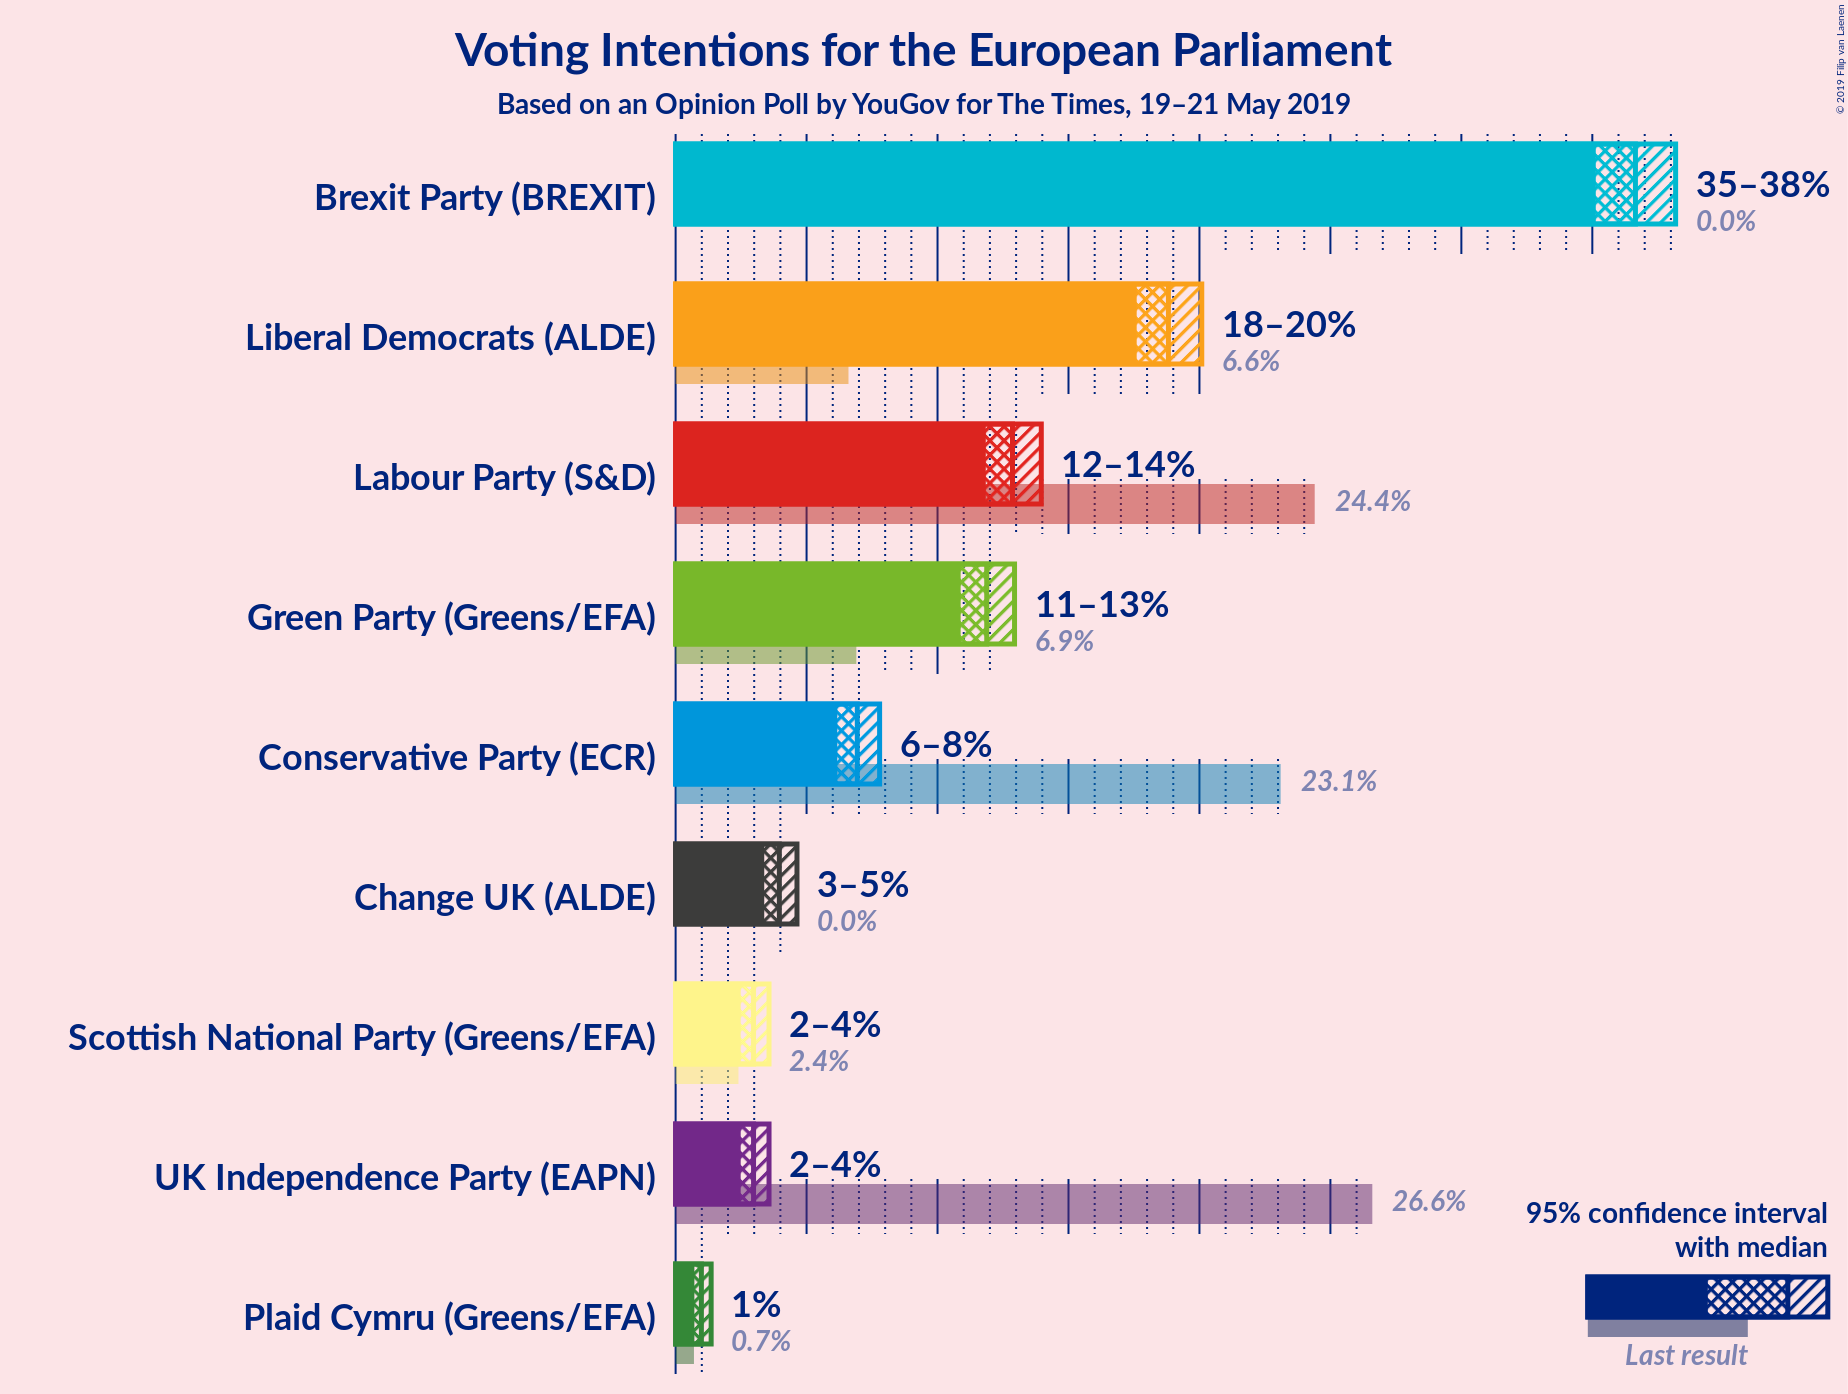 Voting Intentions for the European Parliament
Based on an Opinion Poll by YouGov for The Times, 19–21 May 2019
© 2019 Filip van Laenen
Brexit Party (BREXIT)
35–38%
0.0%
Liberal Democrats (ALDE)
18–20%
6.6%
Labour Party (S&D)
12–14%
24.4%
Green Party (Greens/EFA)
11–13%
6.9%
Conservative Party (ECR)
6–8%
23.1%
Change UK (ALDE)
3–5%
0.0%
Scottish National Party (Greens/EFA)
2–4%
2.4%
UK Independence Party (EAPN)
2–4%
26.6%
Plaid Cymru (Greens/EFA)
1%
0.7%
95% confidence interval
with median
Last result